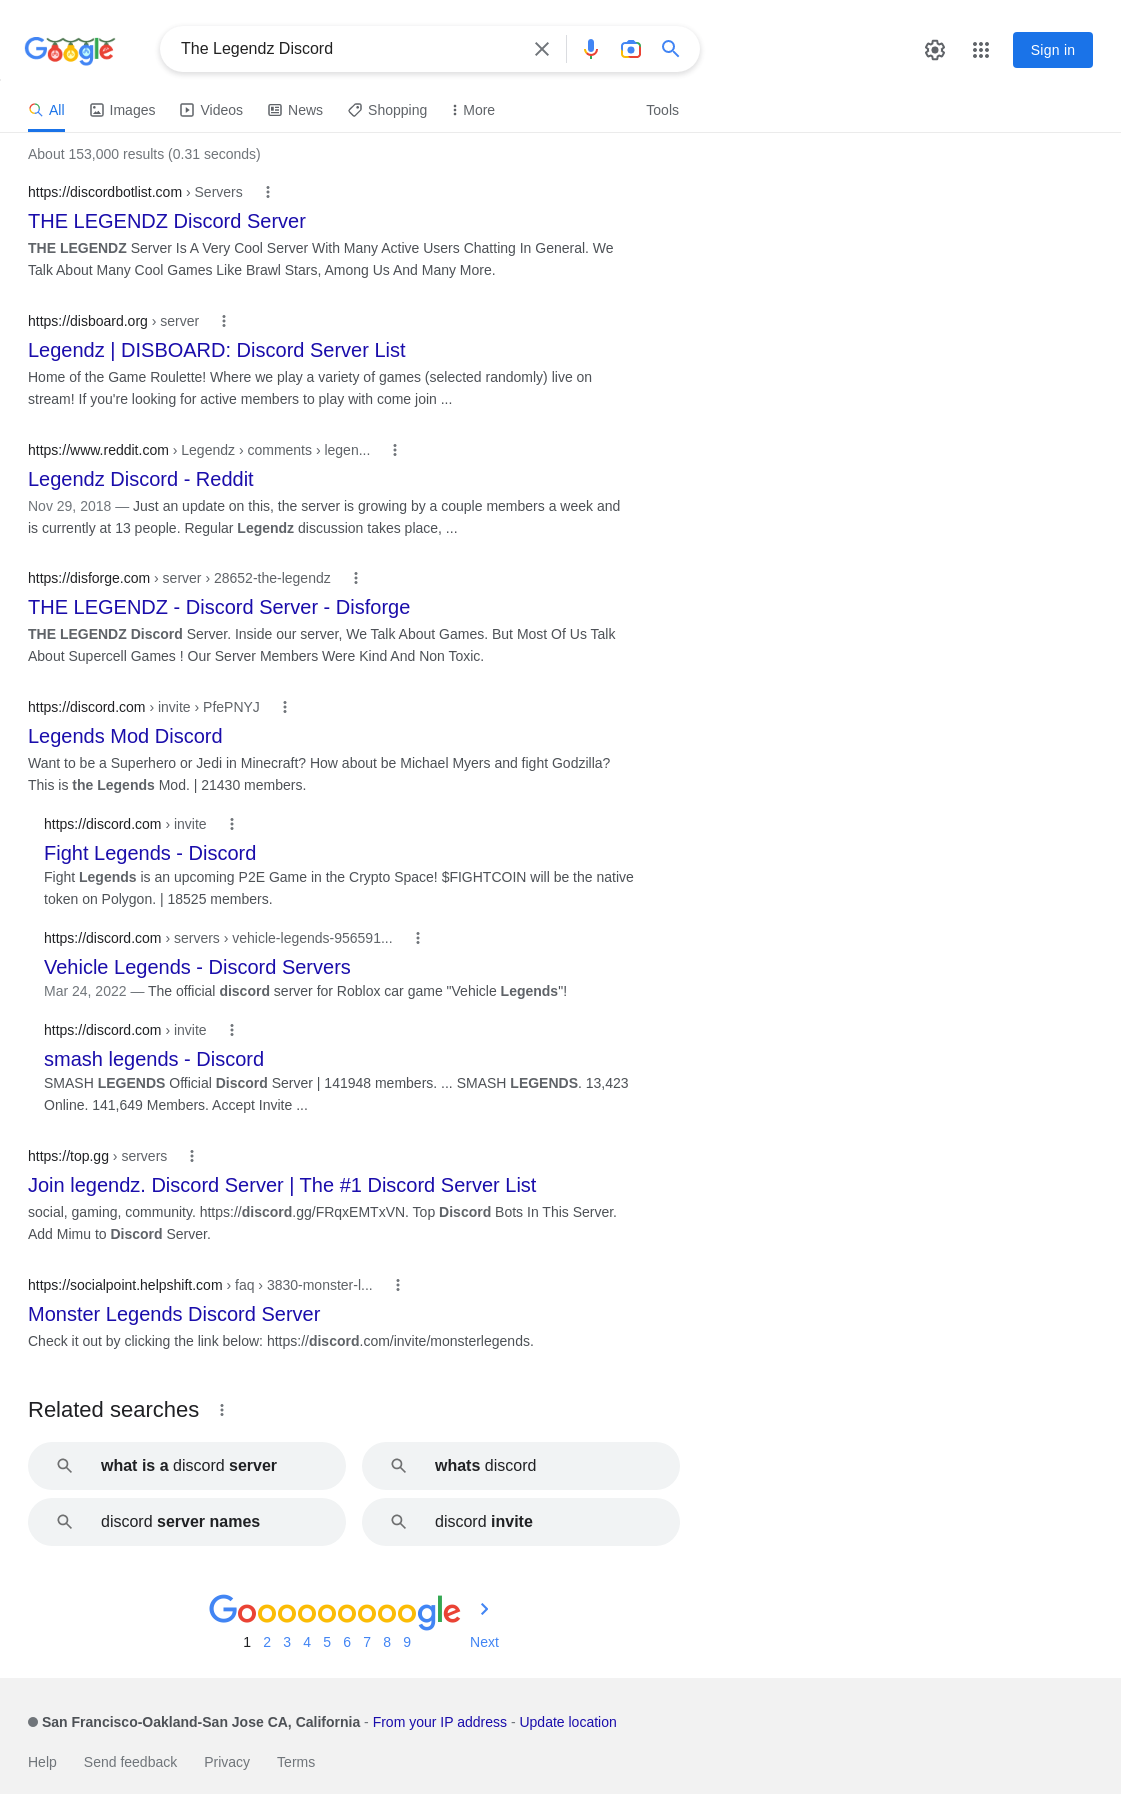 Google
The Legendz Discord
Sign in
All Images Videos News Shopping More Tools
About 153,000 results (0.31 seconds)
https://discordbotlist.com › Servers
THE LEGENDZ Discord Server
THE LEGENDZ Server Is A Very Cool Server With Many Active Users Chatting In General. We
Talk About Many Cool Games Like Brawl Stars, Among Us And Many More.
https://disboard.org › server
Legendz | DISBOARD: Discord Server List
Home of the Game Roulette! Where we play a variety of games (selected randomly) live on
stream! If you're looking for active members to play with come join ...
https://www.reddit.com › Legendz › comments › legen...
Legendz Discord - Reddit
Nov 29, 2018 — Just an update on this, the server is growing by a couple members a week and
is currently at 13 people. Regular Legendz discussion takes place, ...
https://disforge.com › server › 28652-the-legendz
THE LEGENDZ - Discord Server - Disforge
THE LEGENDZ Discord Server. Inside our server, We Talk About Games. But Most Of Us Talk
About Supercell Games ! Our Server Members Were Kind And Non Toxic.
https://discord.com › invite › PfePNYJ
Legends Mod Discord
Want to be a Superhero or Jedi in Minecraft? How about be Michael Myers and fight Godzilla?
This is the Legends Mod. | 21430 members.
https://discord.com › invite
Fight Legends - Discord
Fight Legends is an upcoming P2E Game in the Crypto Space! $FIGHTCOIN will be the native
token on Polygon. | 18525 members.
https://discord.com › servers › vehicle-legends-956591...
Vehicle Legends - Discord Servers
Mar 24, 2022 — The official discord server for Roblox car game "Vehicle Legends"!
https://discord.com › invite
smash legends - Discord
SMASH LEGENDS Official Discord Server | 141948 members. ... SMASH LEGENDS. 13,423
Online. 141,649 Members. Accept Invite ...
https://top.gg › servers
Join legendz. Discord Server | The #1 Discord Server List
social, gaming, community. https://discord.gg/FRqxEMTxVN. Top Discord Bots In This Server.
Add Mimu to Discord Server.
https://socialpoint.helpshift.com › faq › 3830-monster-l...
Monster Legends Discord Server
Check it out by clicking the link below: https://discord.com/invite/monsterlegends.
Related searches
what is a discord server
whats discord
discord server names
discord invite
Gooooooooogle
1 2 3 4 5 6 7 8 9 Next
San Francisco-Oakland-San Jose CA, California - From your IP address - Update location
Help Send feedback Privacy Terms